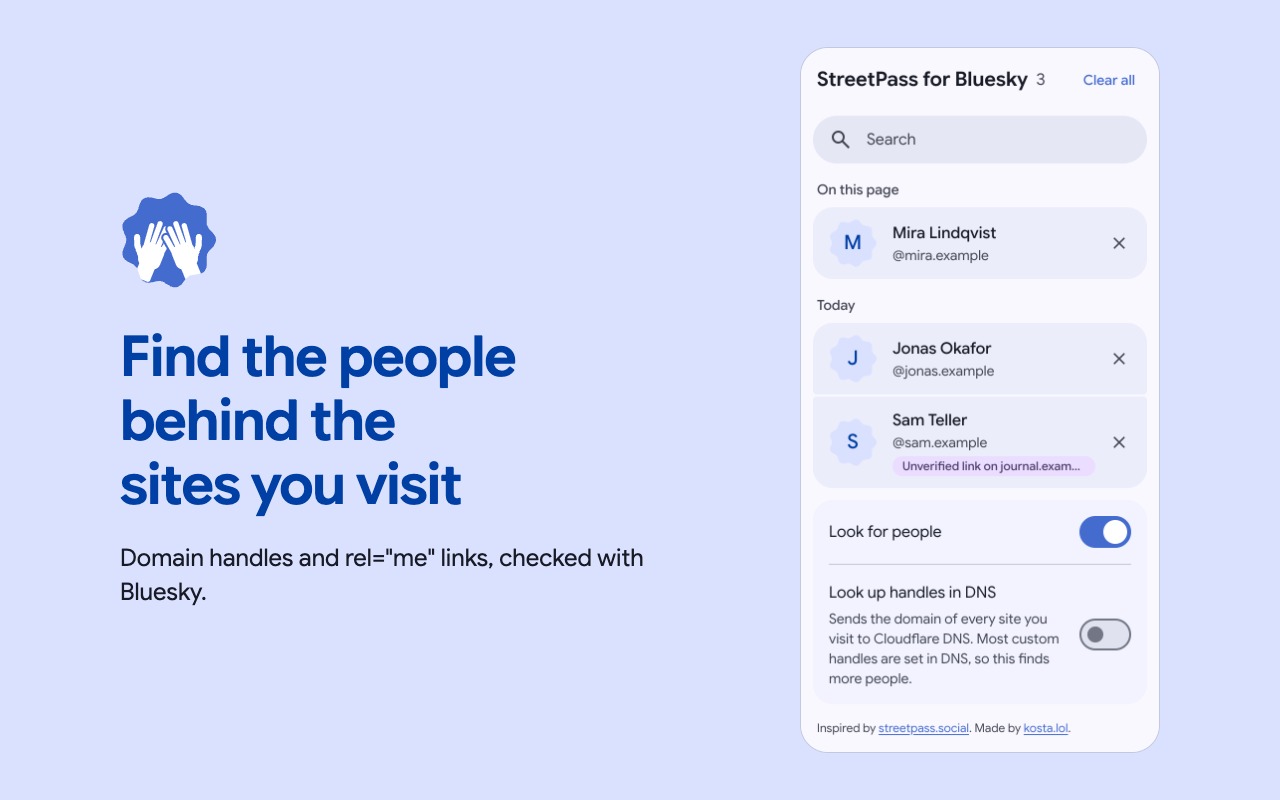 Find the people
behind the
sites you visit
Domain handles and rel="me" links, checked with
Bluesky.
StreetPass for Bluesky 3
Clear all
Search
On this page
M
Mira Lindqvist
@mira.example
Today
J
Jonas Okafor
@jonas.example
S
Sam Teller
@sam.example
Unverified link on journal.exam...
Look for people
Look up handles in DNS
Sends the domain of every site you
visit to Cloudflare DNS. Most custom
handles are set in DNS, so this finds
more people.
Inspired by streetpass.social. Made by kosta.lol.